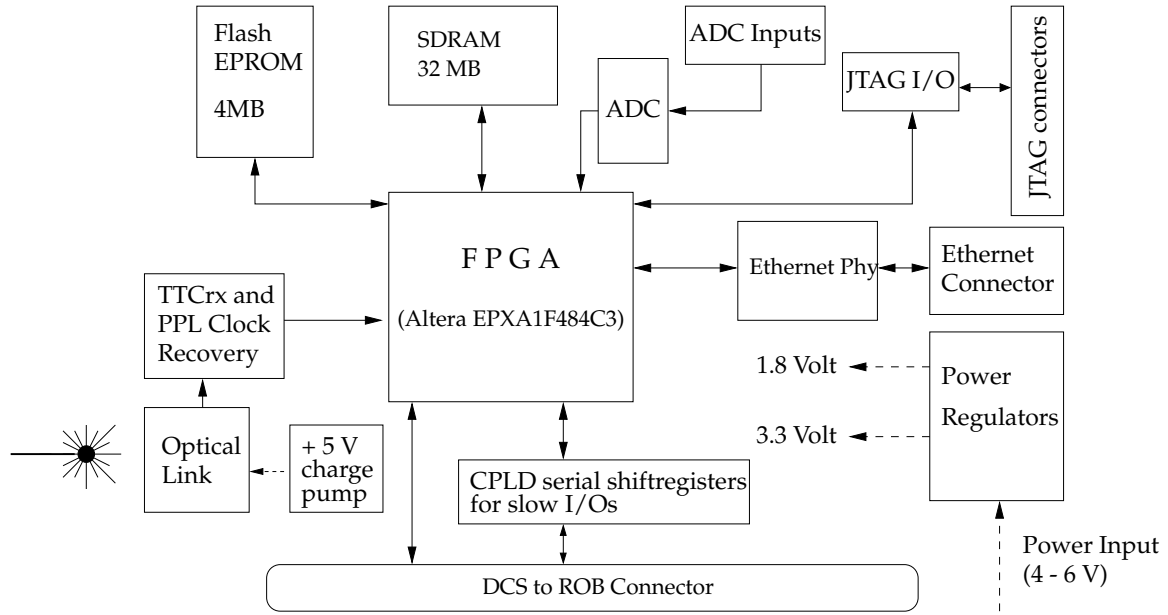 Flash
EPROM
4MB
SDRAM
32 MB
ADC Inputs
ADC
JTAG I/O
JTAG connectors
F P G A
(Altera EPXA1F484C3)
Ethernet Phy
Ethernet
Connector
TTCrx and
PPL Clock
Recovery
1.8 Volt
3.3 Volt
Power
Regulators
Optical
Link
+ 5 V
charge
pump
CPLD serial shiftregisters
for slow I/Os
Power Input
(4 - 6 V)
DCS to ROB Connector